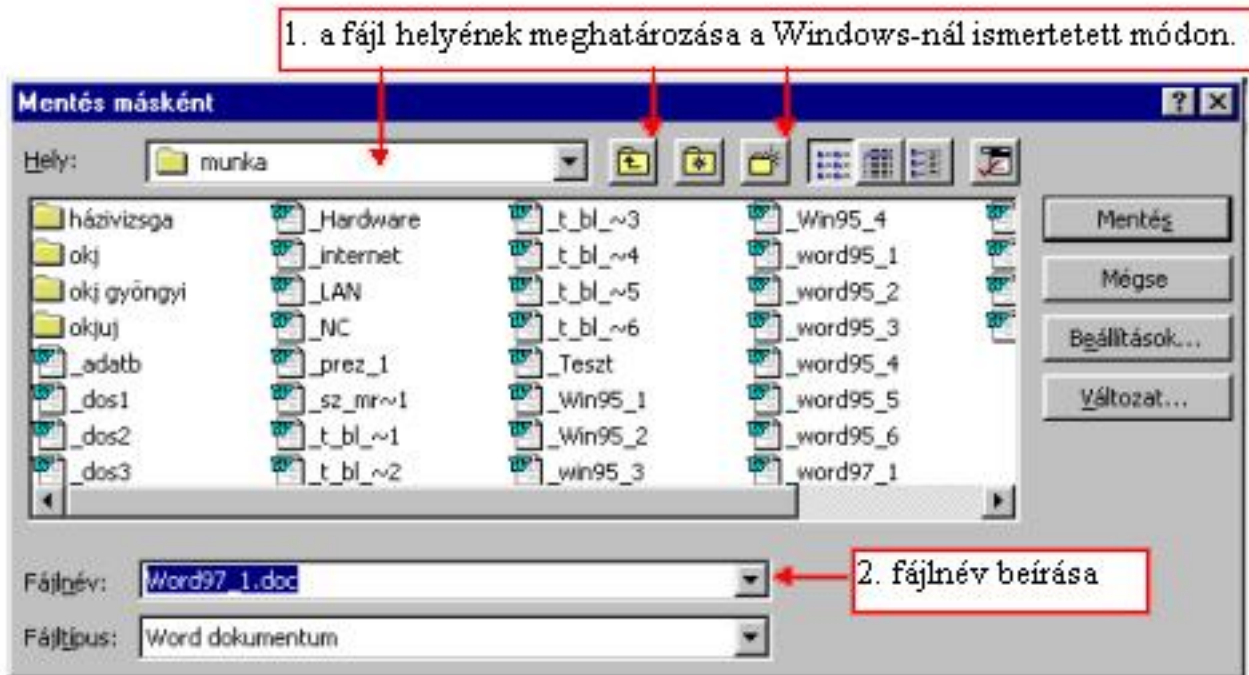 1. a fájl helyének meghatározása a Windows-nál ismertetett módon.
Mentés másként
Hely:
munka
házivizsga
okj
okj gyöngyi
okjuj
_adatb
_dos1
_dos2
_dos3
_Hardware
_internet
_LAN
_NC
_prez_1
_sz_mr~1
_t_bl_~1
_t_bl_~2
_t_bl_~3
_t_bl_~4
_t_bl_~5
_t_bl_~6
_Teszt
_Win95_1
_Win95_2
_win95_3
_Win95_4
_word95_1
_word95_2
_word95_3
_word95_4
_word95_5
_word95_6
_word97_1
Mentés
Mégse
Beállítások...
Változat...
Fájlnév:
Word97_1.doc
2. fájlnév beírása
Fájltípus:
Word dokumentum